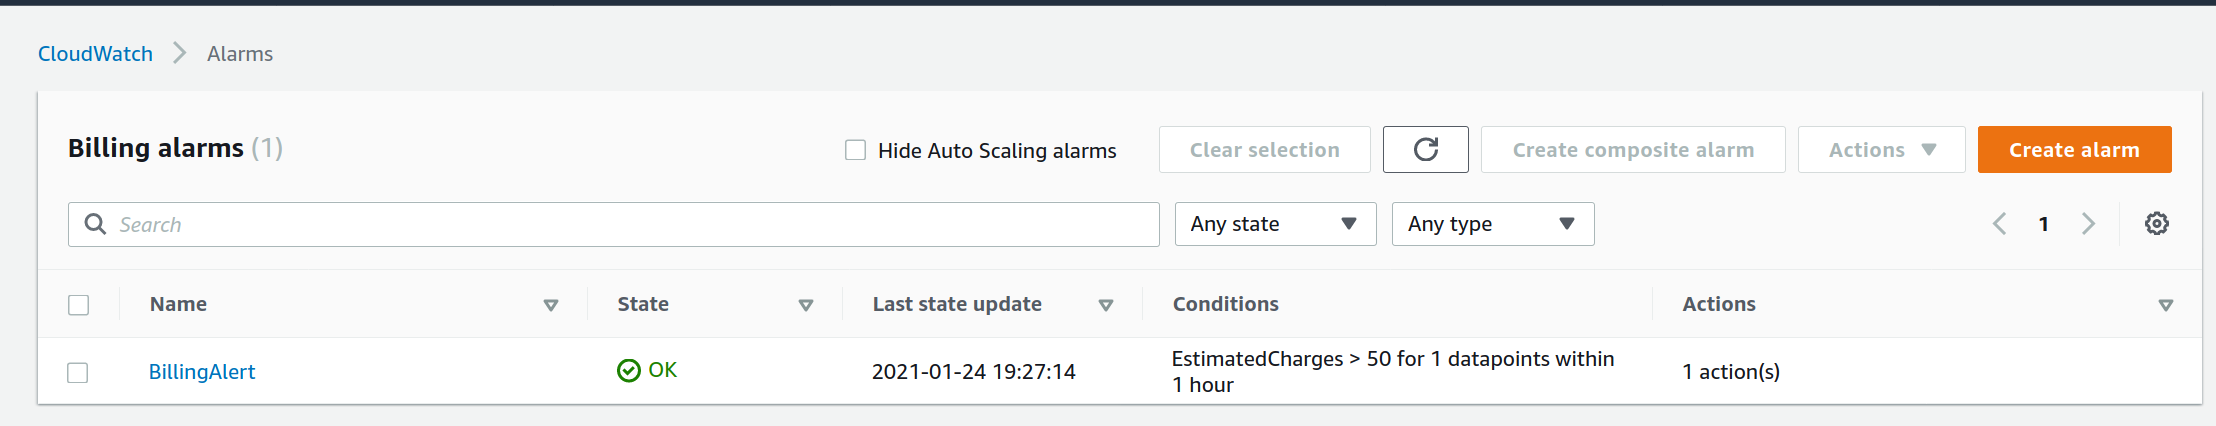 CloudWatch > Alarms
Billing alarms (1)
Hide Auto Scaling alarms
Clear selection
Create composite alarm
Actions
Create alarm
Search
Any state
Any type
1
Name
State
Last state update
Conditions
Actions
BillingAlert
OK
2021-01-24 19:27:14
EstimatedCharges > 50 for 1 datapoints within
1 hour
1 action(s)